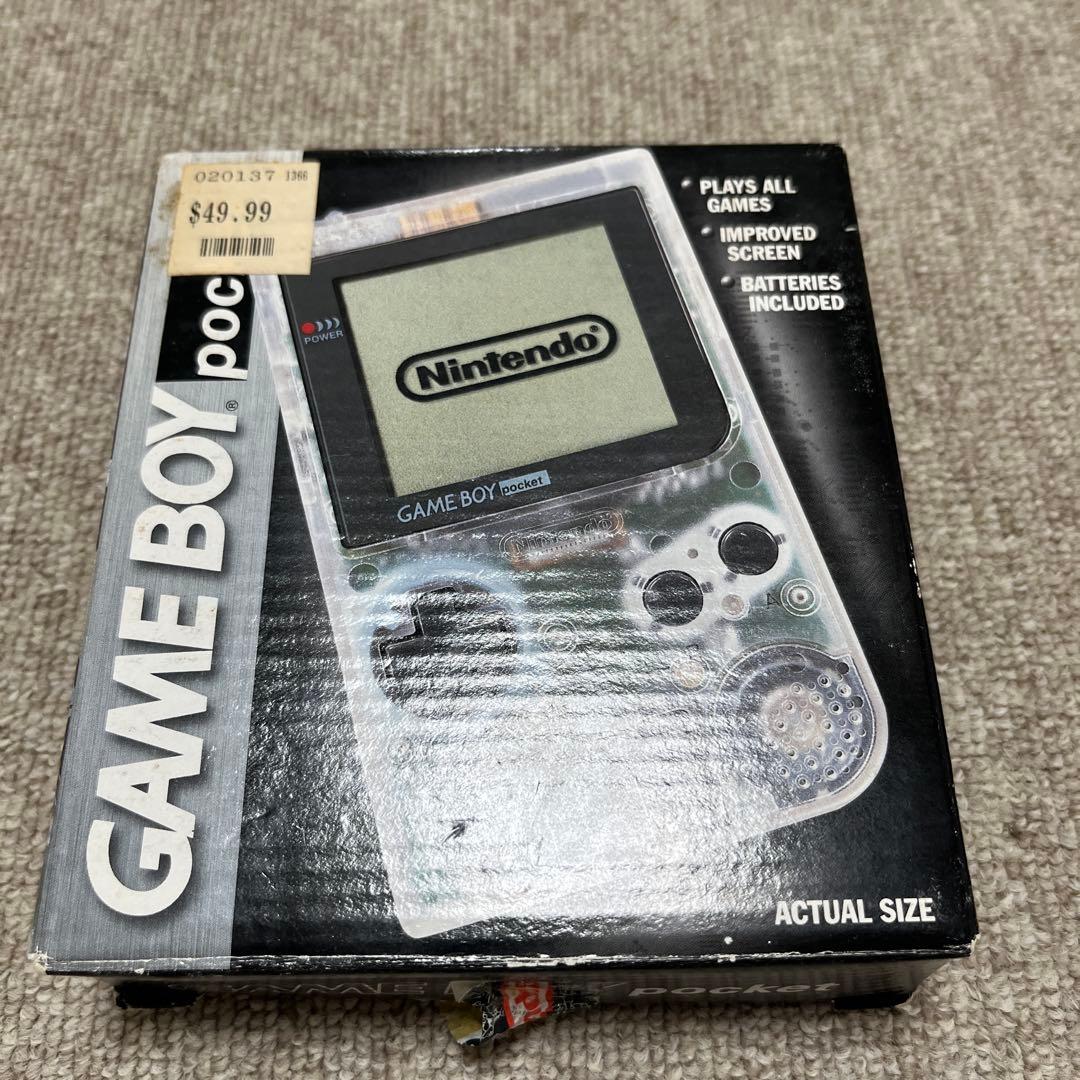 020137 1366
$49.99
GAME BOY® poc
PLAYS ALL
GAMES
IMPROVED
SCREEN
BATTERIES
INCLUDED
POWER
Nintendo®
GAME BOY pocket
Nintendo
A
ACTUAL SIZE
pocket